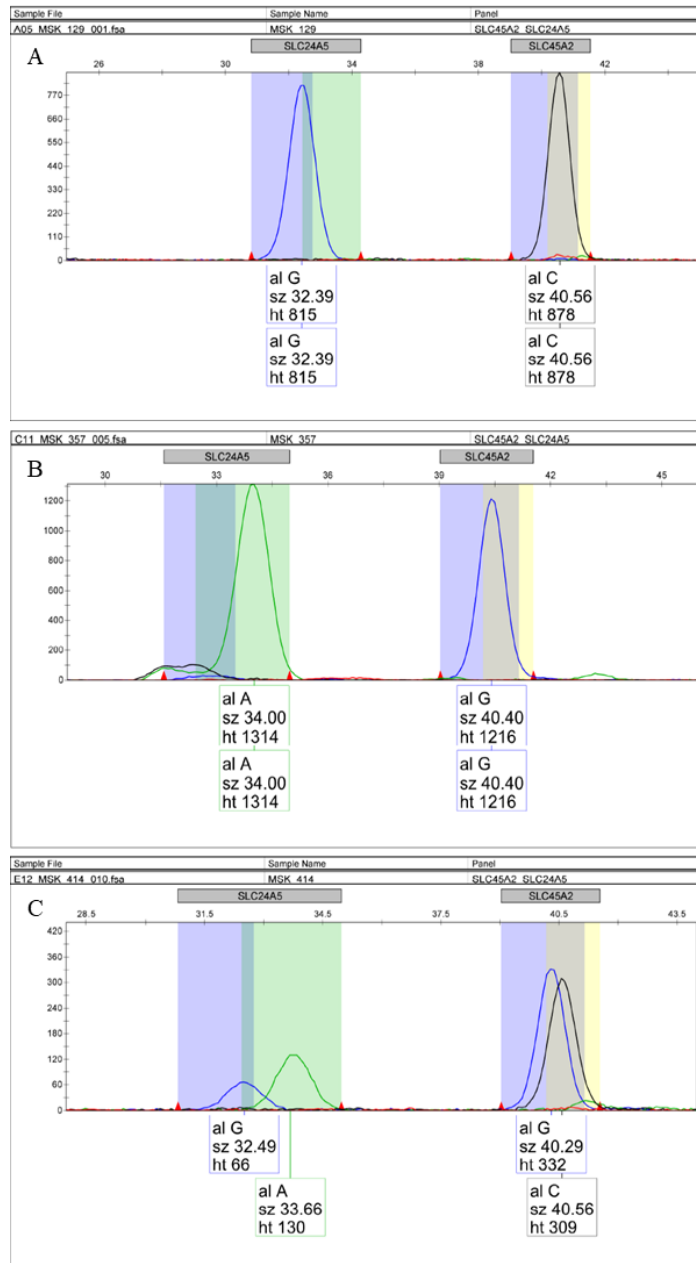 Sample File Sample Name Panel
A05_MSK_129_001.fsa MSK_129 SLC45A2_SLC24A5
A SLC24A5 SLC45A2
26 30 34 38 42
770
660
550
440
330
220
110
0
al G al C
sz 32.39 sz 40.56
ht 815 ht 878
al G al C
sz 32.39 sz 40.56
ht 815 ht 878
C11_MSK_357_005.fsa MSK_357 SLC45A2_SLC24A5
B SLC24A5 SLC45A2
30 33 36 39 42 45
1200
1000
800
600
400
200
0
al A al G
sz 34.00 sz 40.40
ht 1314 ht 1216
al A al G
sz 34.00 sz 40.40
ht 1314 ht 1216
Sample File Sample Name Panel
E12_MSK_414_010.fsa MSK_414 SLC45A2_SLC24A5
C SLC24A5 SLC45A2
28.5 31.5 34.5 37.5 40.5 43.5
420
360
300
240
180
120
60
0
al G al G
sz 32.49 sz 40.29
ht 66 ht 332
al A al C
sz 33.66 sz 40.56
ht 130 ht 309